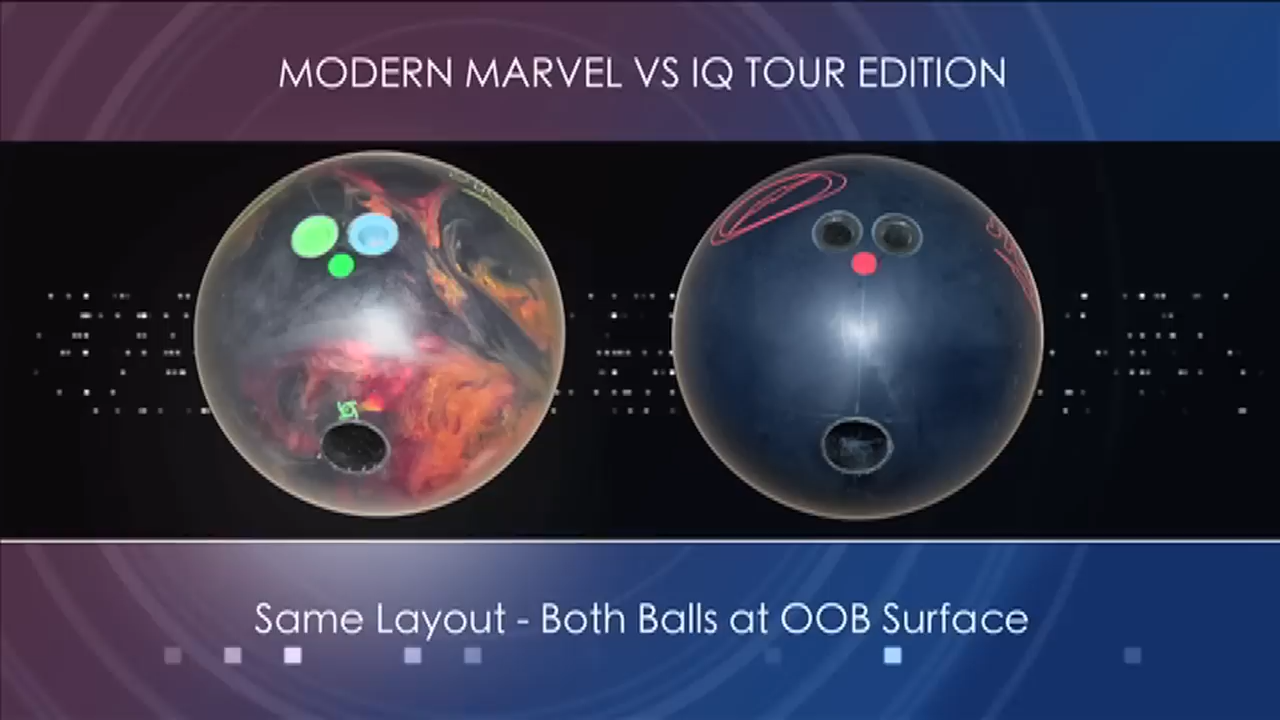 MODERN MARVEL VS IQ TOUR EDITION
Same Layout - Both Balls at OOB Surface